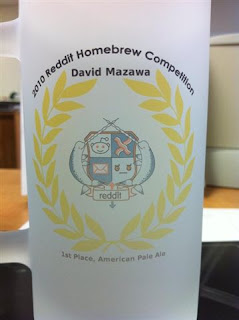 2010 Reddit Homebrew Competition
David Mazawa
reddit
1st Place, American Pale Ale